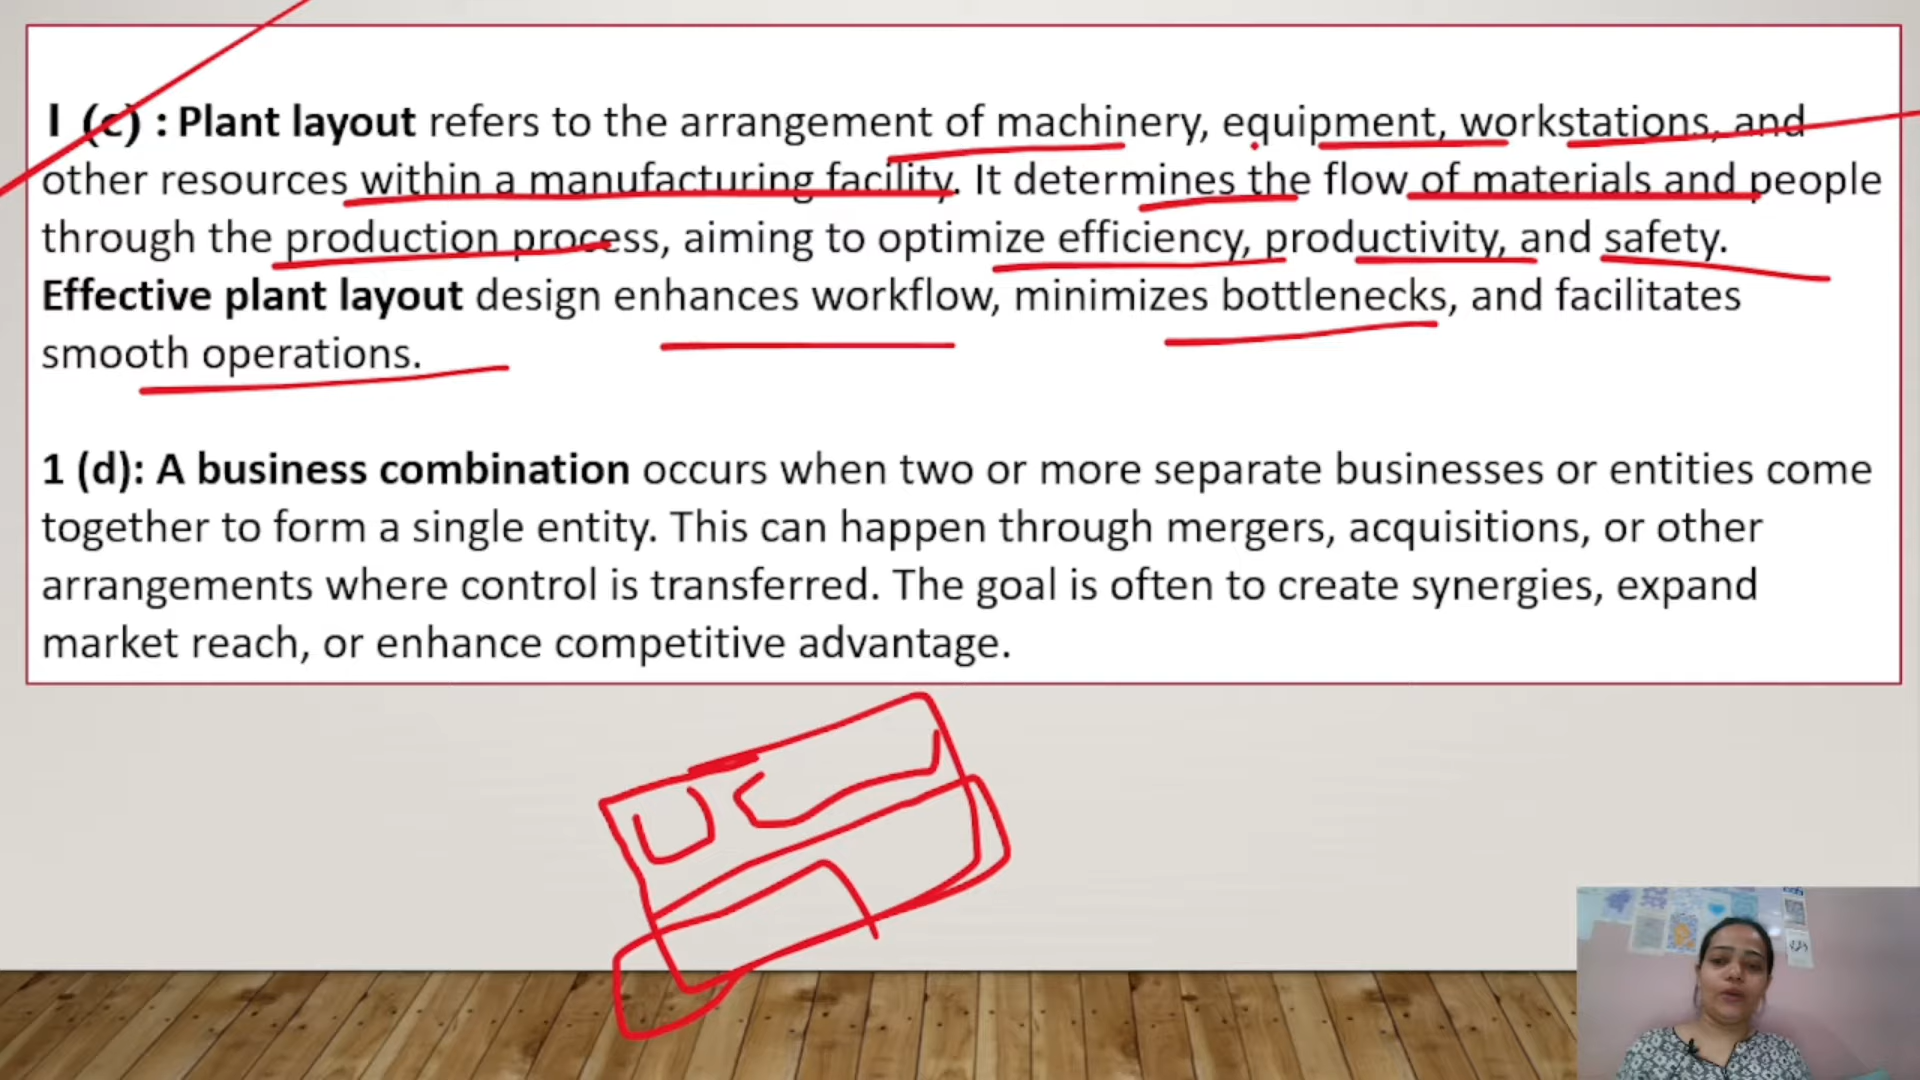 I (c) : Plant layout refers to the arrangement of machinery, equipment, workstations, and
other resources within a manufacturing facility. It determines the flow of materials and people
through the production process, aiming to optimize efficiency, productivity, and safety.
Effective plant layout design enhances workflow, minimizes bottlenecks, and facilitates
smooth operations.
1 (d): A business combination occurs when two or more separate businesses or entities come
together to form a single entity. This can happen through mergers, acquisitions, or other
arrangements where control is transferred. The goal is often to create synergies, expand
market reach, or enhance competitive advantage.